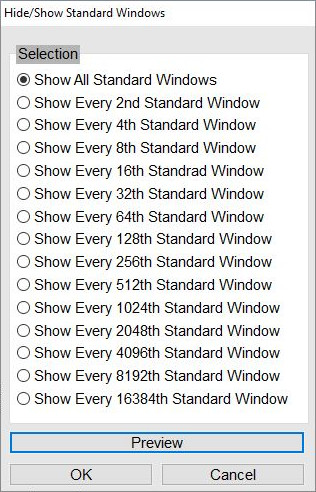 Hide/Show Standard Windows
Selection
Show All Standard Windows
Show Every 2nd Standard Window
Show Every 4th Standard Window
Show Every 8th Standard Window
Show Every 16th Standrad Window
Show Every 32th Standard Window
Show Every 64th Standard Window
Show Every 128th Standard Window
Show Every 256th Standard Window
Show Every 512th Standard Window
Show Every 1024th Standard Window
Show Every 2048th Standard Window
Show Every 4096th Standard Window
Show Every 8192th Standard Window
Show Every 16384th Standard Window
Preview
OK Cancel